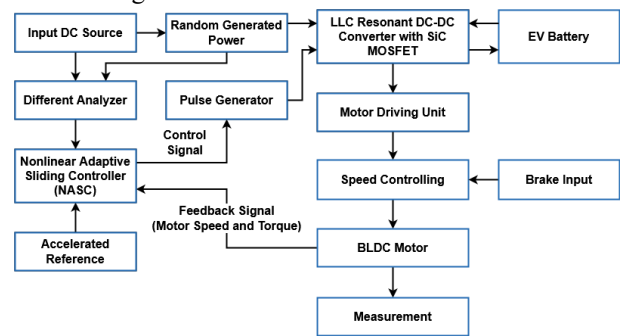 Input DC Source
Random Generated
Power
LLC Resonant DC-DC
Converter with SiC
MOSFET
EV Battery
Different Analyzer
Pulse Generator
Motor Driving Unit
Control
Signal
Nonlinear Adaptive
Sliding Controller
(NASC)
Speed Controlling
Brake Input
Feedback Signal
(Motor Speed and Torque)
Accelerated
Reference
BLDC Motor
Measurement